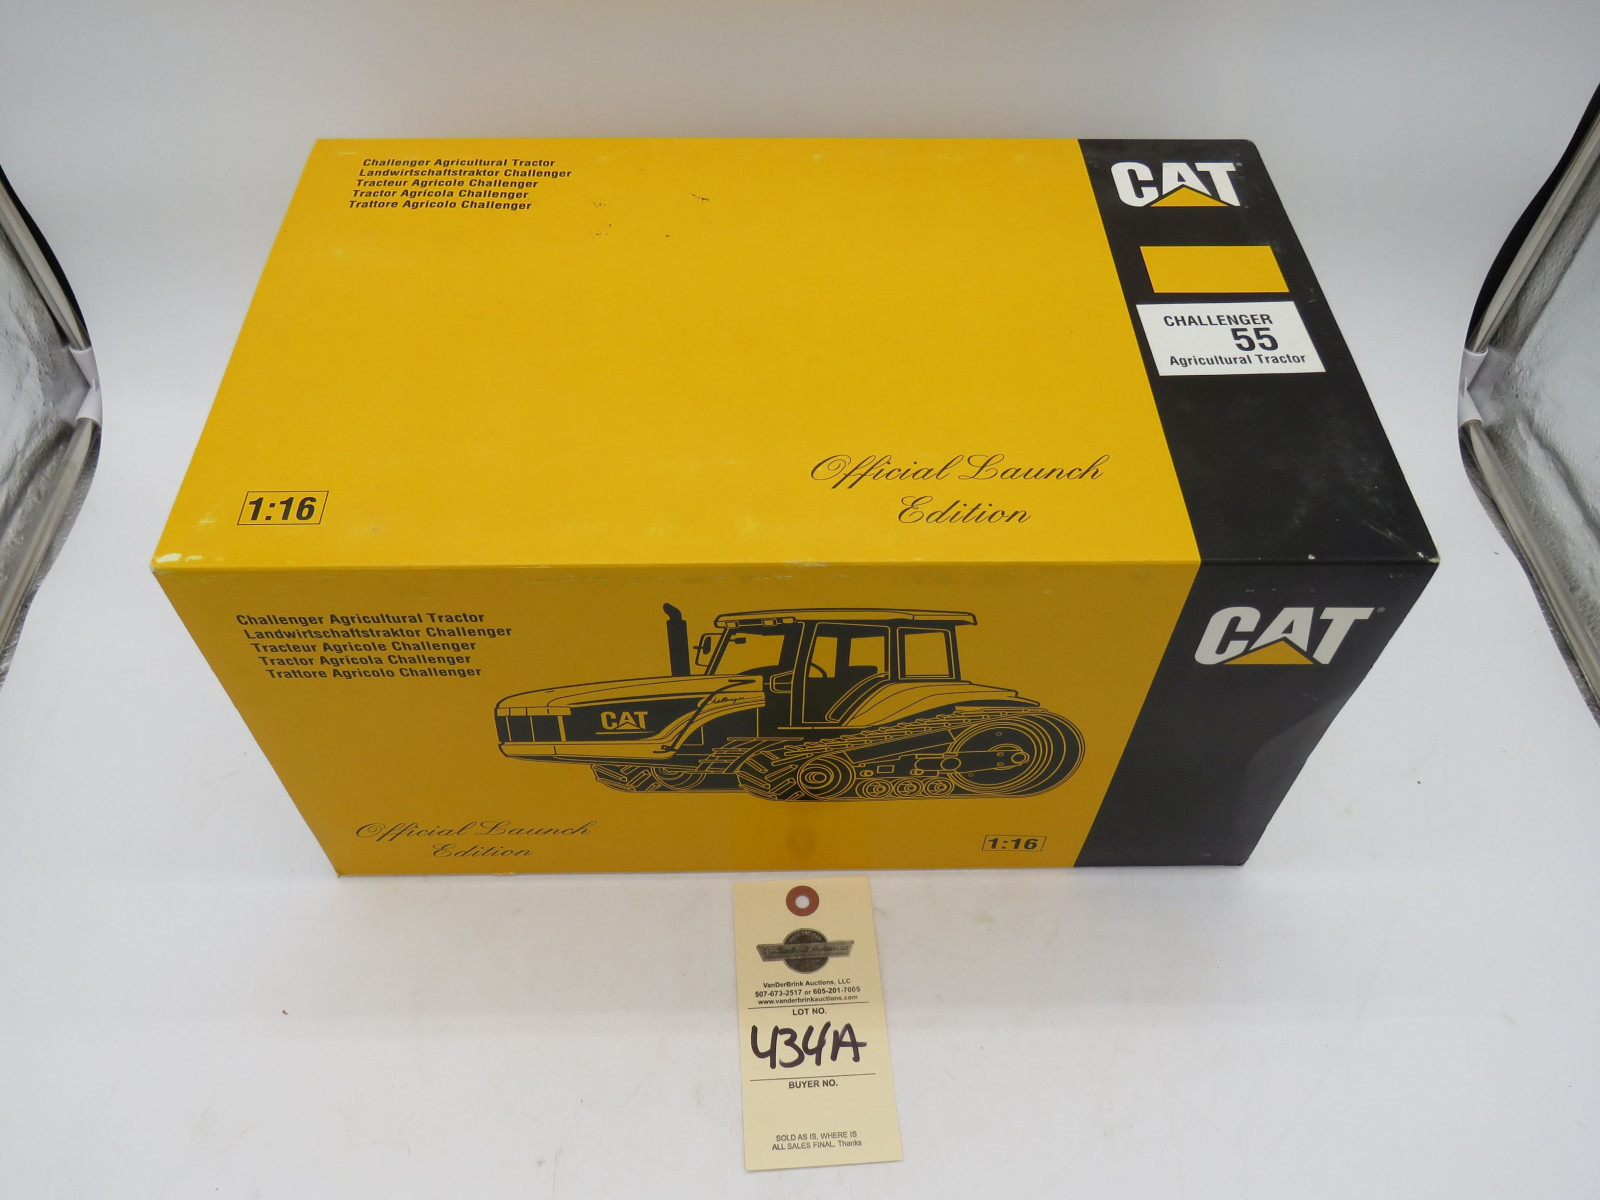 Challenger Agricultural Tractor
Landwirtschaftstraktor Challenger
Tracteur Agricole Challenger
Tractor Agrícola Challenger
Trattore Agricolo Challenger
CAT
CHALLENGER
55
Agricultural Tractor
Official Launch
Edition
1:16
Challenger Agricultural Tractor
Landwirtschaftstraktor Challenger
Tracteur Agricole Challenger
Tractor Agrícola Challenger
Trattore Agricolo Challenger
CAT
Challenger
CAT
Official Launch
Edition
1:16
VanDerBrink Auctions, LLC
507-673-2517 or 605-201-7005
www.vanderbrinkauctions.com
LOT NO.
434A
BUYER NO.
SOLD AS IS, WHERE IS
ALL SALES FINAL. Thanks